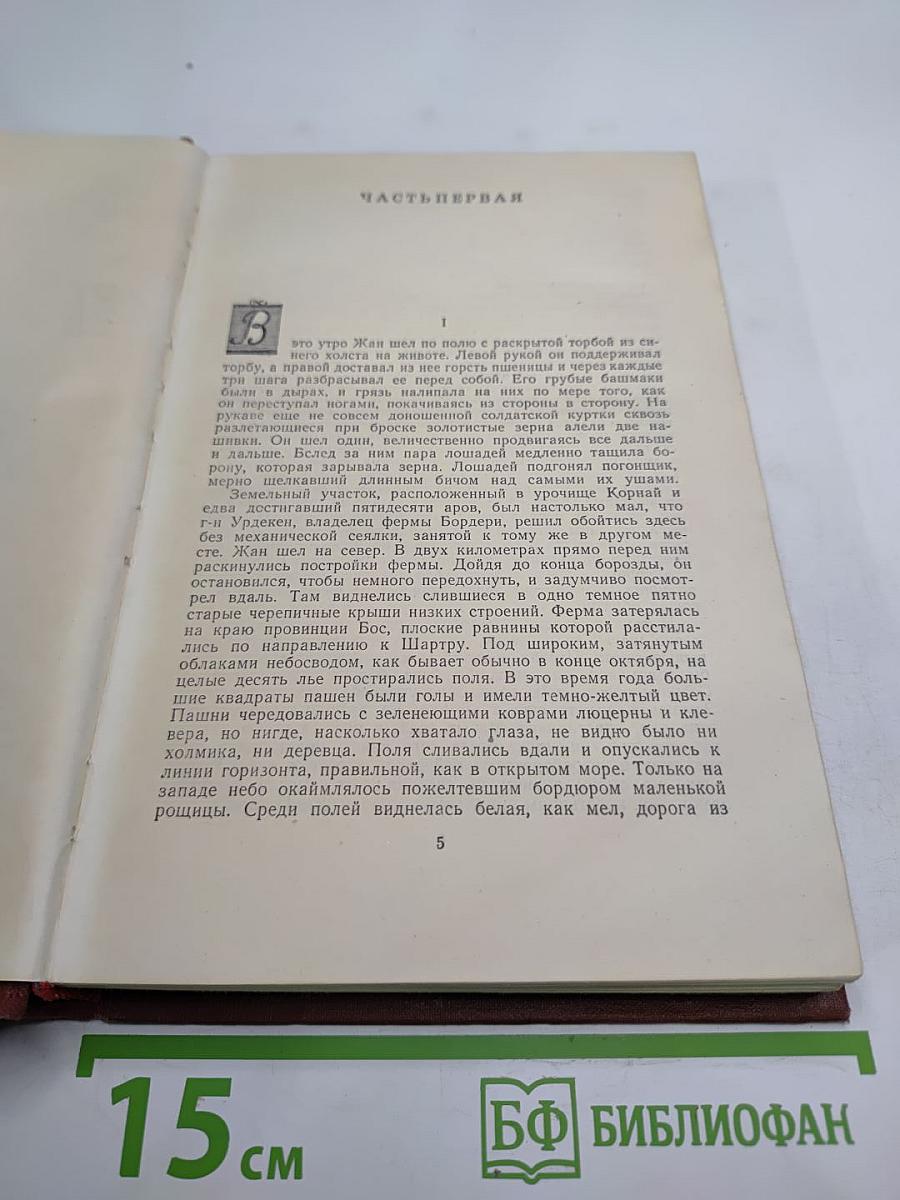 ЧАСТЬ ПЕРВАЯ
I
В это утро Жан шел по полю с раскрытой торбой из си-
него холста на животе. Левой рукой он поддерживал
торбу, а правой доставал из нее горсть пшеницы и через каждые
три шага разбрасывал ее перед собой. Его грубые башмаки
были в дырах, и грязь налипала на них по мере того, как
он переступал ногами, покачиваясь из стороны в сторону. На
рукаве еще не совсем доношенной солдатской куртки сквозь
разлетающиеся при броске золотистые зерна алели две на-
шивки. Он шел один, величественно продвигаясь все дальше
и дальше. Вслед за ним пара лошадей медленно тащила бо-
рону, которая зарывала зерна. Лошадей подгонял погонщик,
мерно щелкавший длинным бичом над самыми их ушами.
Земельный участок, расположенный в урочище Корнай и
едва достигавший пятидесяти аров, был настолько мал, что
г-н Урдекен, владелец фермы Бордери, решил обойтись здесь
без механической сеялки, занятой к тому же в другом ме-
сте. Жан шел на север. В двух километрах прямо перед ним
раскинулись постройки фермы. Дойдя до конца борозды, он
остановился, чтобы немного передохнуть, и задумчиво посмот-
рел вдаль. Там виднелись слившиеся в одно темное пятно
старые черепичные крыши низких строений. Ферма затерялась
на краю провинции Бос, плоские равнины которой расстила-
лись по направлению к Шартру. Под широким, затянутым
облаками небосводом, как бывает обычно в конце октября, на
целые десять лье простирались поля. В это время года боль-
шие квадраты пашен были голы и имели темно-желтый цвет.
Пашни чередовались с зеленеющими коврами люцерны и кле-
вера, но нигде, насколько хватало глаза, не видно было ни
холмика, ни деревца. Поля сливались вдали и опускались к
линии горизонта, правильной, как в открытом море. Только на
западе небо окаймлялось пожелтевшим бордюром маленькой
рощицы. Среди полей виднелась белая, как мел, дорога из
5
15 см
БФ БИБЛИОФАН